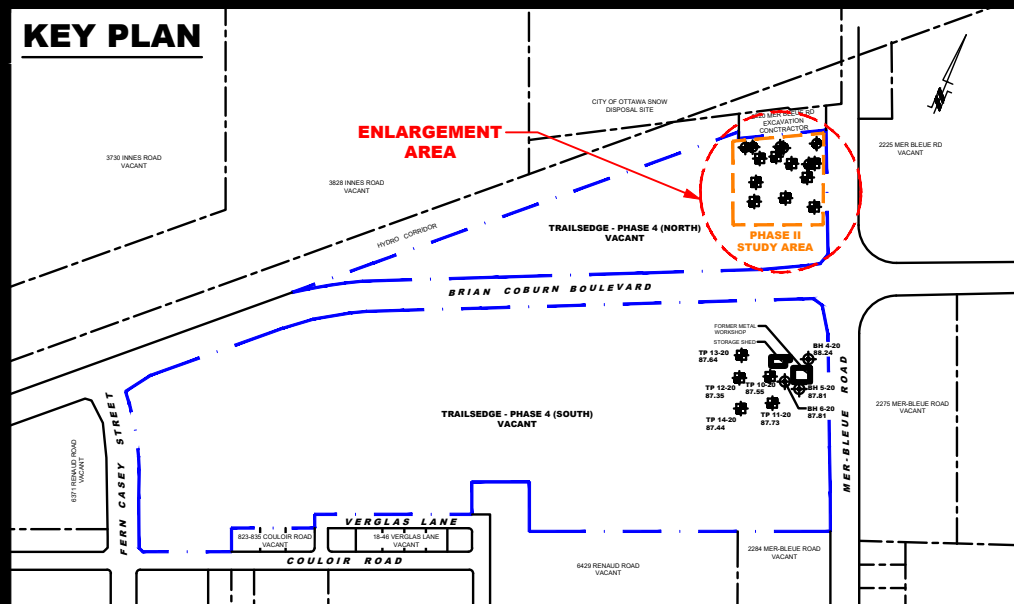 KEY PLAN
CITY OF OTTAWA SNOW
DISPOSAL SITE
2220 MER BLEUE RD
EXCAVATION
CONCTRACTOR
ENLARGEMENT
AREA
3730 INNES ROAD
VACANT
3828 INNES ROAD
VACANT
2225 MER BLEUE RD
VACANT
HYDRO CORRIDOR
TRAILSEDGE - PHASE 4 (NORTH)
VACANT
PHASE II
STUDY AREA
BRIAN COBURN BOULEVARD
FORMER METAL
WORKSHOP
STORAGE SHED
BH 4-20
88.24
TP 13-20
87.64
TP 12-20
87.35
TP 10-20
87.55
BH 5-20
87.81
BH 6-20
87.81
TP 14-20
87.44
TP 11-20
87.73
MER-BLEUE ROAD
2275 MER-BLEUE ROAD
VACANT
TRAILSEDGE - PHASE 4 (SOUTH)
VACANT
6371 RENAUD ROAD
VACANT
FERN CASEY STREET
VERGLAS LANE
823-835 COULOIR ROAD
VACANT
18-46 VERGLAS LANE
VACANT
COULOIR ROAD
6429 RENAUD ROAD
VACANT
2284 MER-BLEUE ROAD
VACANT